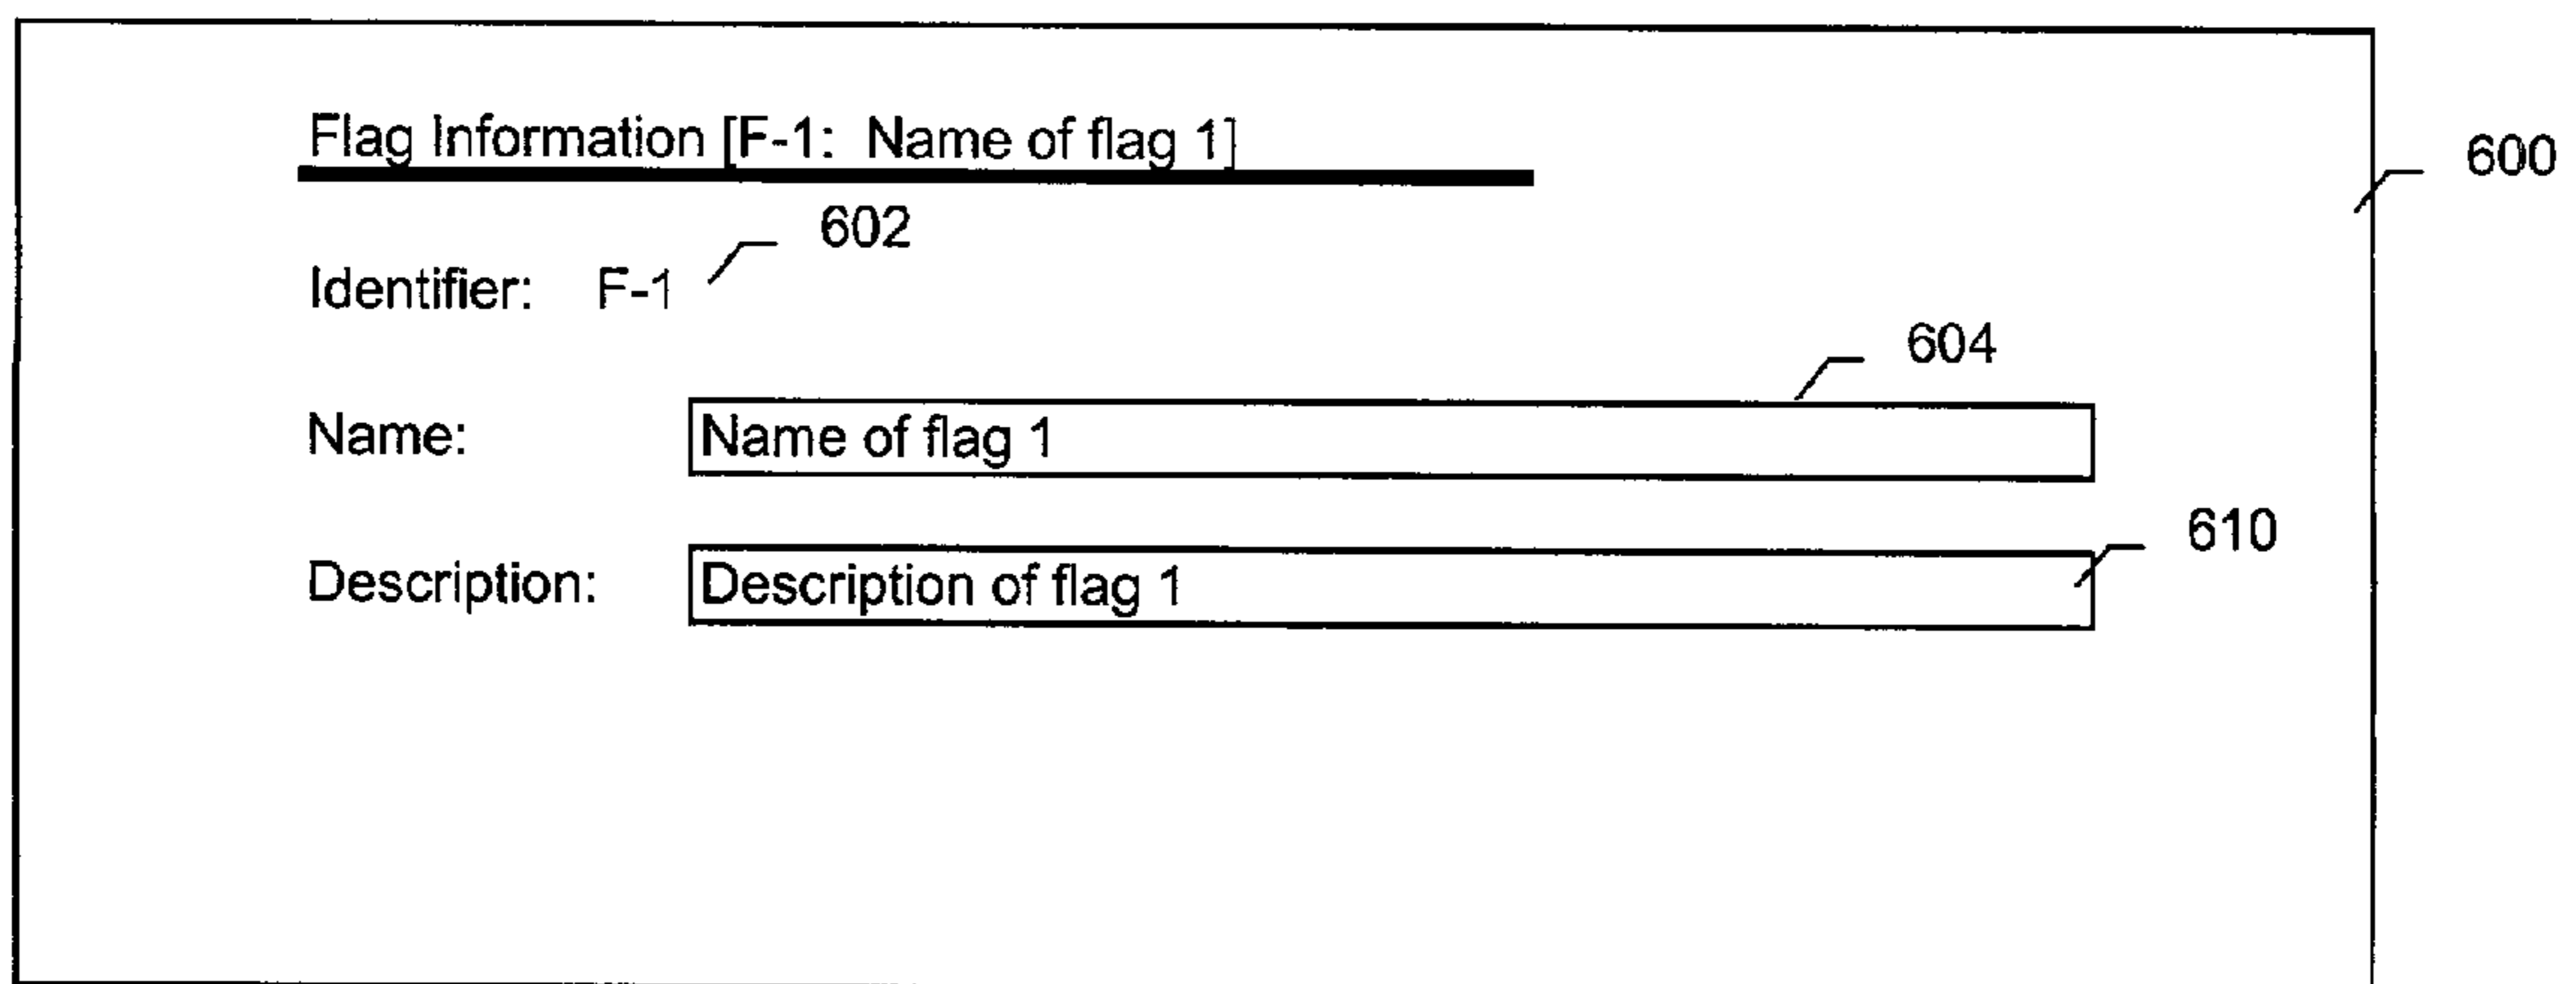 Flag Information [F-1: Name of flag 1]
600
602
Identifier: F-1
604
Name: Name of flag 1
610
Description: Description of flag 1